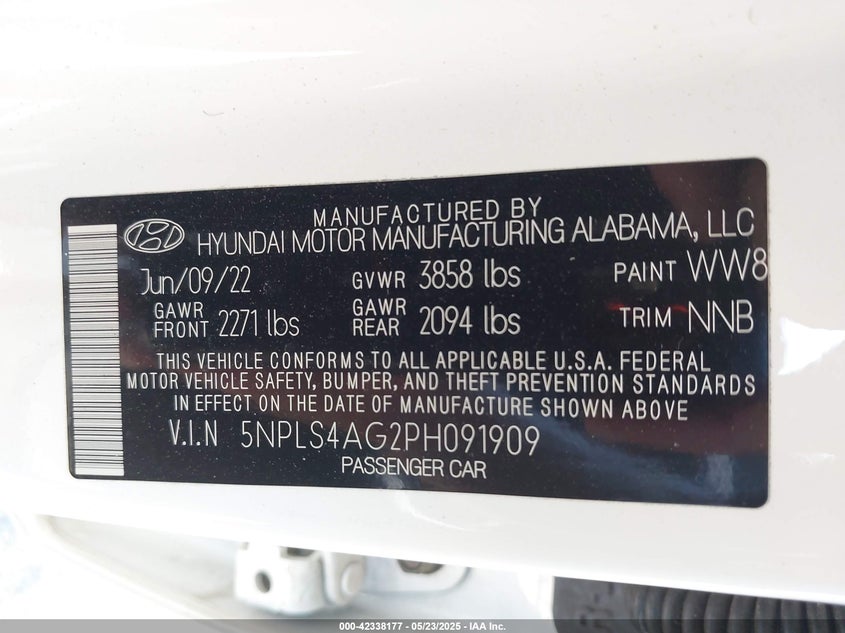 MANUFACTURED BY
HYUNDAI MOTOR MANUFACTURING ALABAMA, LLC
Jun/09/22 GVWR 3858 lbs PAINT WW8
GAWR FRONT 2271 lbs GAWR REAR 2094 lbs TRIM NNB
THIS VEHICLE CONFORMS TO ALL APPLICABLE U.S.A. FEDERAL
MOTOR VEHICLE SAFETY, BUMPER, AND THEFT PREVENTION STANDARDS
IN EFFECT ON THE DATE OF MANUFACTURE SHOWN ABOVE
V.I.N 5NPLS4AG2PH091909
PASSENGER CAR
000-42338177 - 05/23/2025 - IAA Inc.